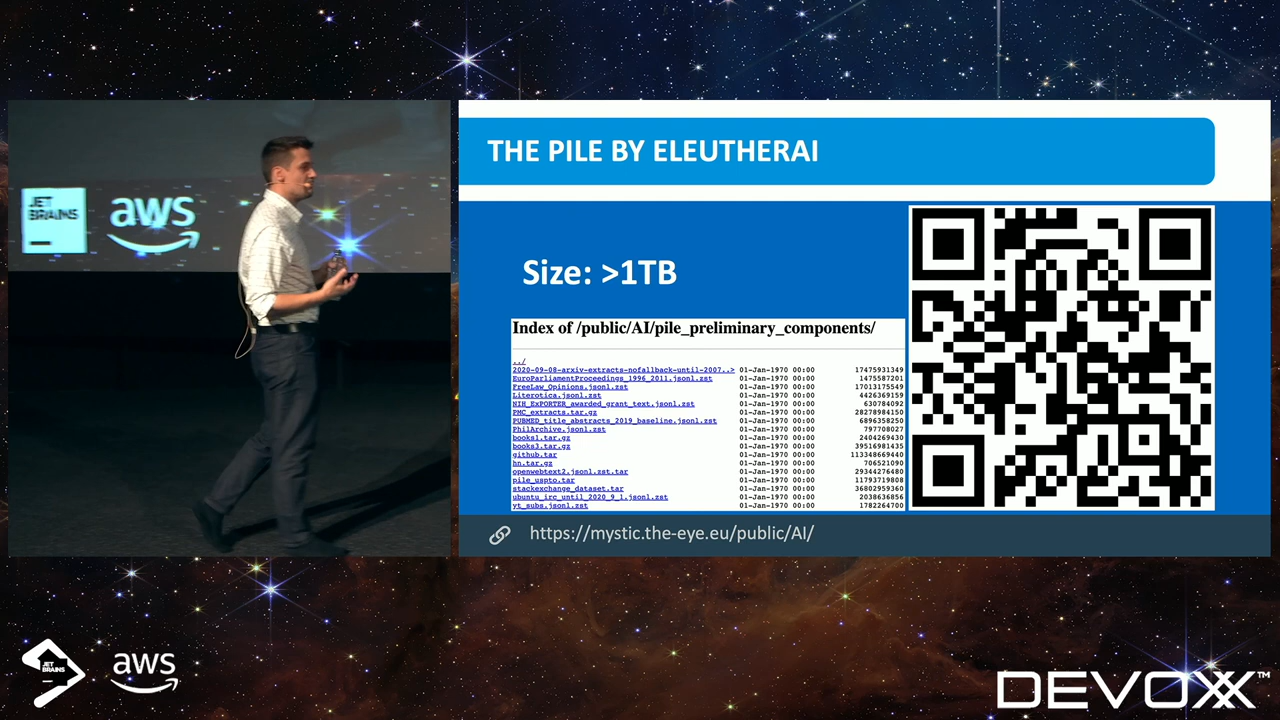 JET
BRAINS
aws
THE PILE BY ELEUTHERAI
Size: >1TB
Index of /public/AI/pile_preliminary_components/
../
2020-09-08-arxiv-extracts-nofallback-until-2007..> 01-Jan-1970 00:00 17475931349
EuroParliamentProceedings_1996_2011.jsonl.zst 01-Jan-1970 00:00 1475587201
FreeLaw_Opinions.jsonl.zst 01-Jan-1970 00:00 17013175549
Literotica.jsonl.zst 01-Jan-1970 00:00 4426369159
NIH_ExPORTER_awarded_grant_text.jsonl.zst 01-Jan-1970 00:00 630784092
PMC_extracts.tar.gz 01-Jan-1970 00:00 28278984150
PUBMED_title_abstracts_2019_baseline.jsonl.zst 01-Jan-1970 00:00 6896358250
PhilArchive.jsonl.zst 01-Jan-1970 00:00 797708027
books1.tar.gz 01-Jan-1970 00:00 2404269430
books3.tar.gz 01-Jan-1970 00:00 39516981435
github.tar 01-Jan-1970 00:00 113348669440
hn.tar.gz 01-Jan-1970 00:00 706521090
openwebtext2.jsonl.zst.tar 01-Jan-1970 00:00 29344276480
pile_uspto.tar 01-Jan-1970 00:00 11793719808
stackexchange_dataset.tar 01-Jan-1970 00:00 36802959360
ubuntu_irc_until_2020_9_1.jsonl.zst 01-Jan-1970 00:00 2038636856
yt_subs.jsonl.zst 01-Jan-1970 00:00 1782264700
https://mystic.the-eye.eu/public/AI/
JET
BRAINS
aws
DEVOXX™